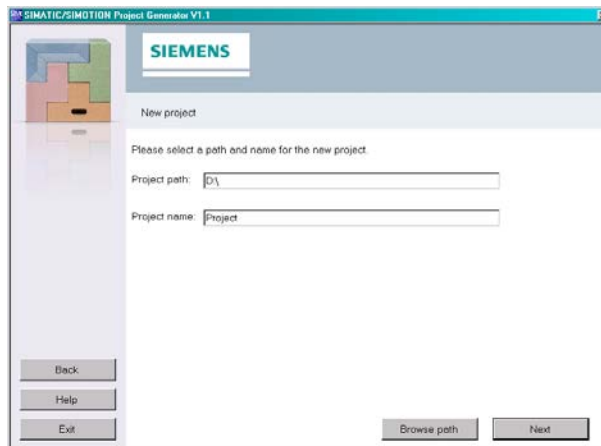 SIMATIC/SIMOTION Project Generator V1.1
SIEMENS
New project
Please select a path and name for the new project.
Project path: D:\
Project name: Project
Back
Help
Exit
Browse path
Next